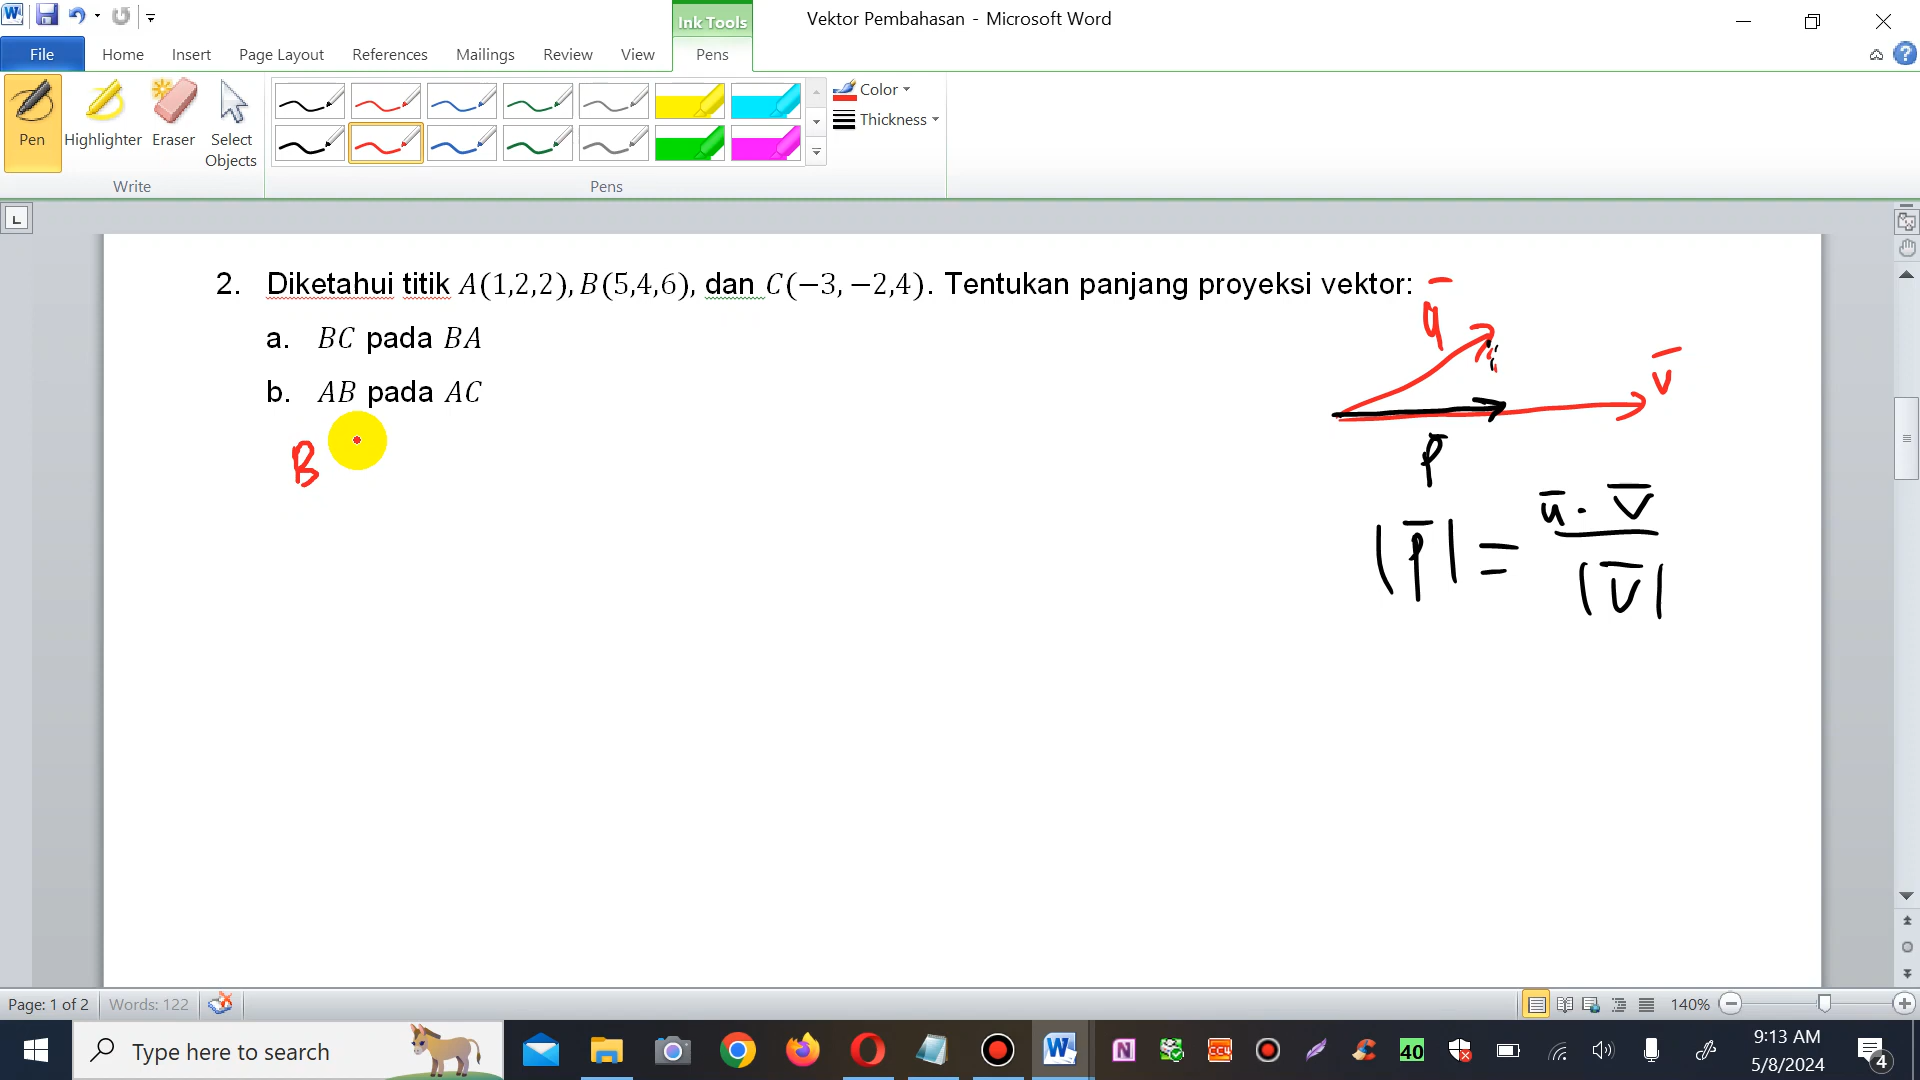 Vektor Pembahasan - Microsoft Word
Ink Tools
File Home Insert Page Layout References Mailings Review View Pens
Pen Highlighter Eraser Select Objects
Color
Thickness
Write Pens
2. Diketahui titik A(1,2,2), B(5,4,6), dan C(−3, −2,4). Tentukan panjang proyeksi vektor:
a. BC pada BA
b. AB pada AC
B
u̅
v̅
p̅
|p̅| = u̅ · v̅ / |v̅|
Page: 1 of 2 Words: 122 140%
Type here to search
CC4 40
9:13 AM
5/8/2024
4